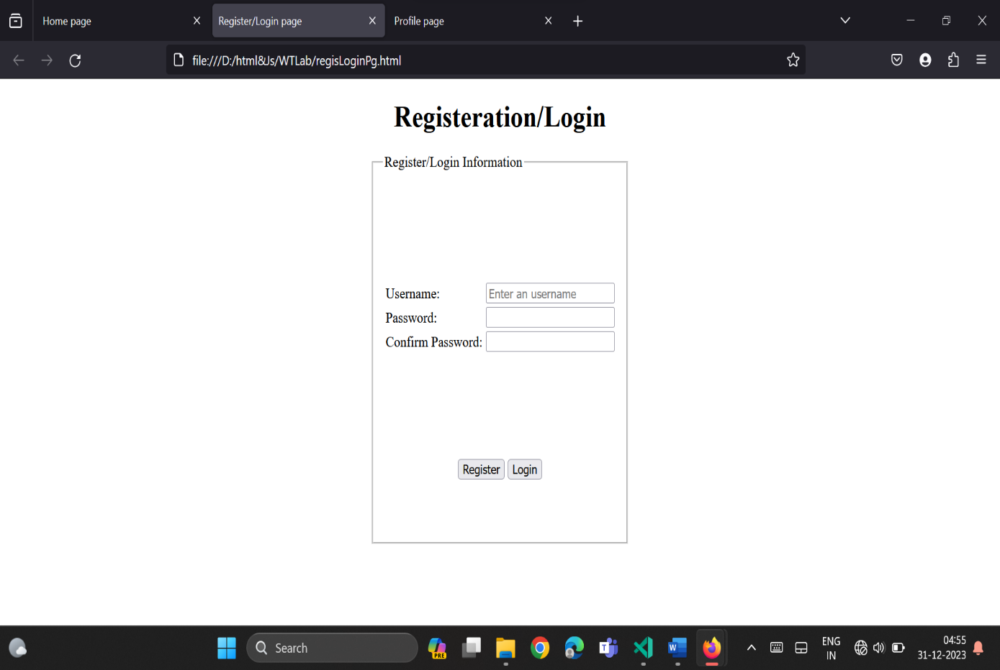 Home page
Register/Login page
Profile page
file:///D:/html&Js/WTLab/regisLoginPg.html
Registeration/Login
Register/Login Information
Username: Enter an username
Password:
Confirm Password:
Register Login
Search
PRE
T
W
ENG
IN
04:55
31-12-2023